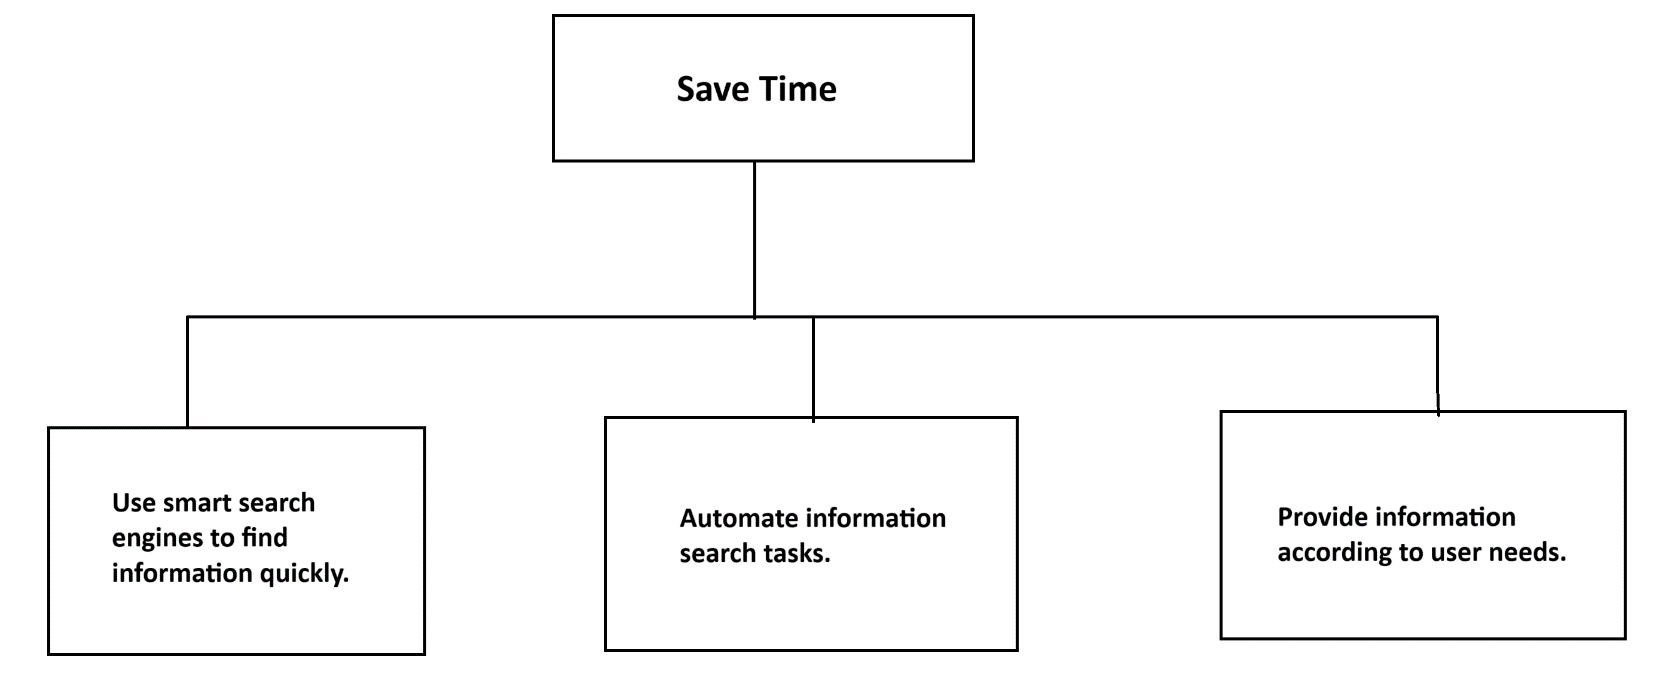 Save Time
Use smart search
engines to find
information quickly.
Automate information
search tasks.
Provide information
according to user needs.